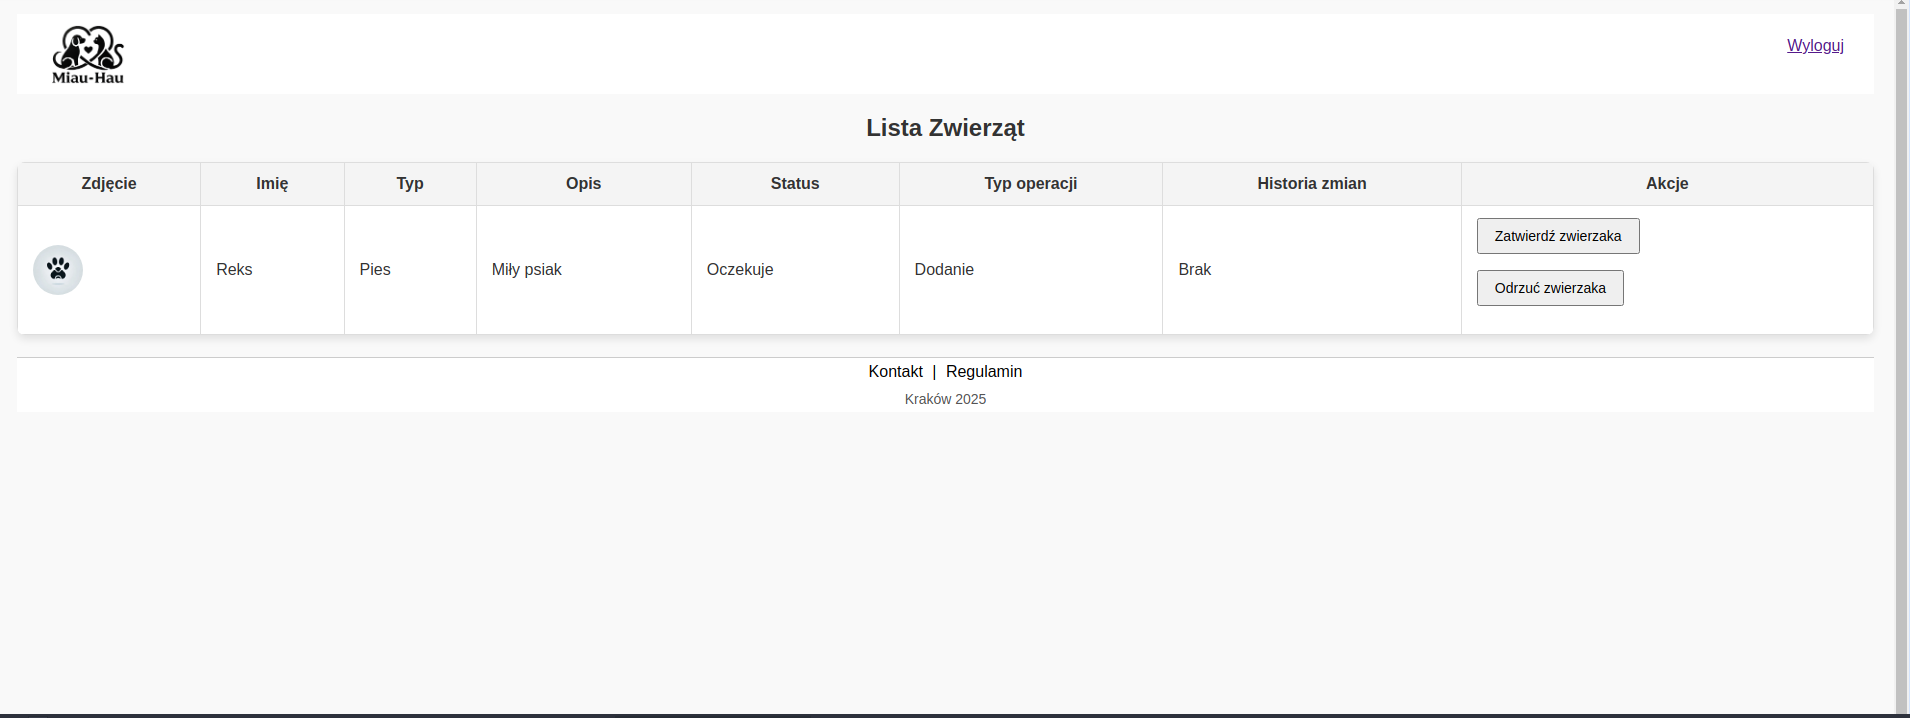 Miau-Hau
Wyloguj
Lista Zwierząt
Zdjęcie Imię Typ Opis Status Typ operacji Historia zmian Akcje
Reks Pies Miły psiak Oczekuje Dodanie Brak
Zatwierdź zwierzaka
Odrzuć zwierzaka
Kontakt | Regulamin
Kraków 2025